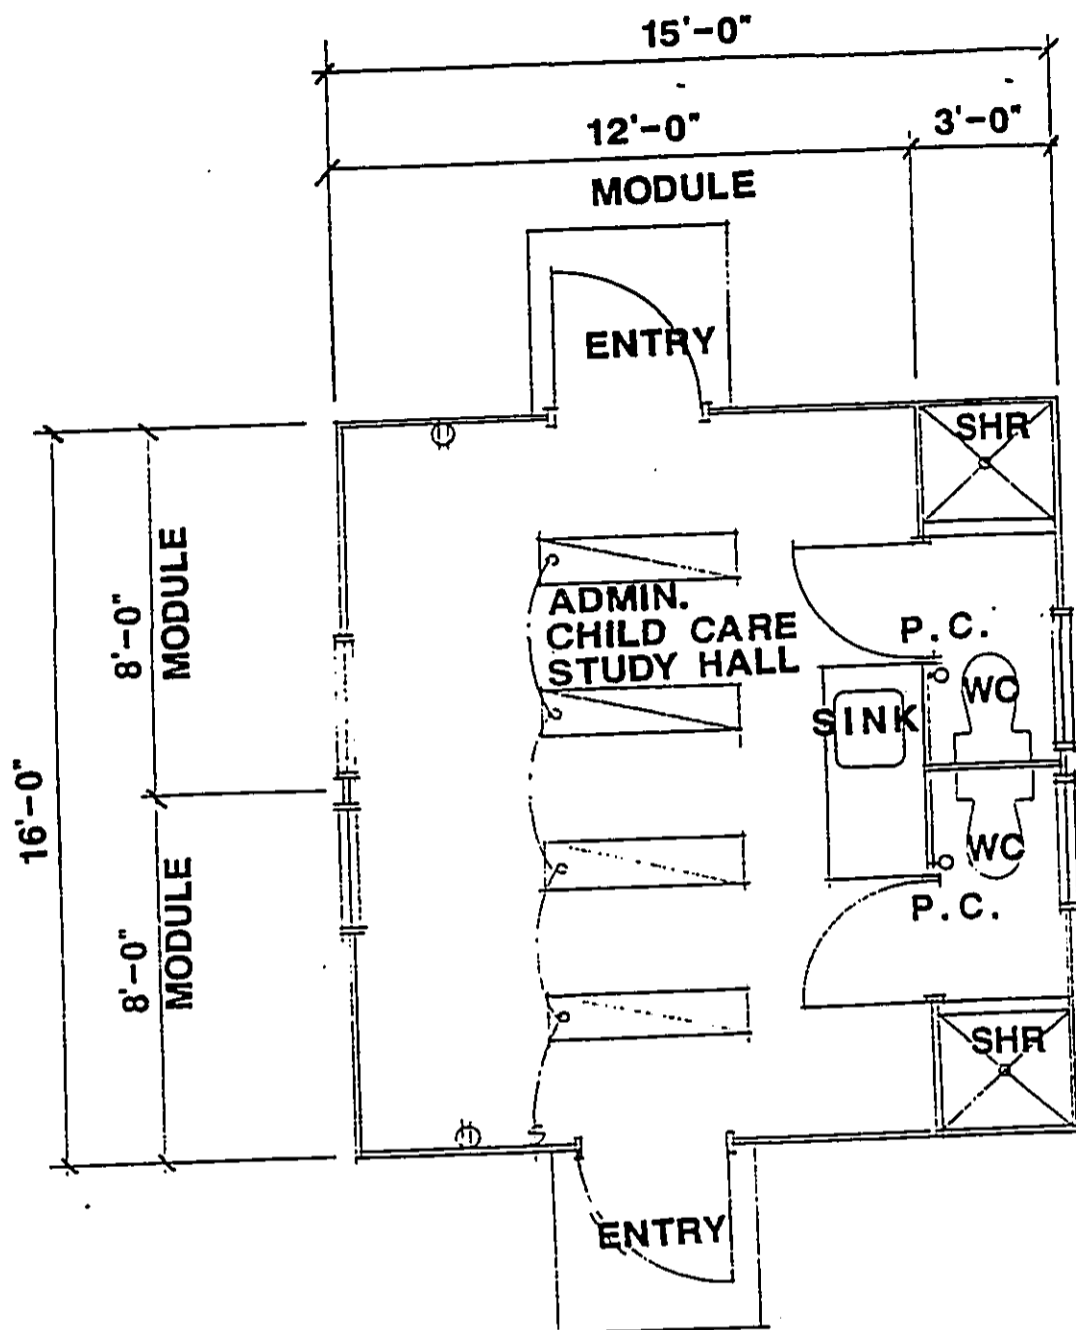 15'-0"
12'-0"
3'-0"
MODULE
ENTRY
SHR
8'-0"
MODULE
ADMIN.
CHILD CARE
STUDY HALL
P.C.
WC
SINK
16'-0"
8'-0"
MODULE
WC
P.C.
SHR
ENTRY